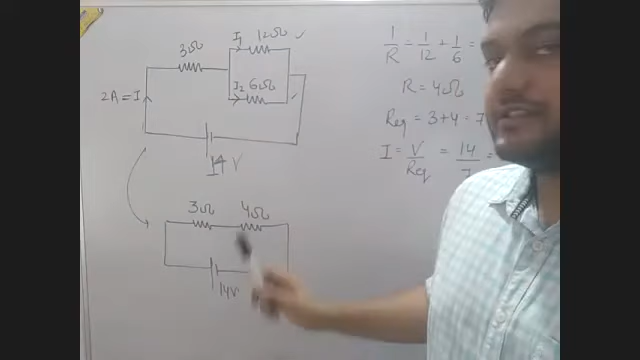 I₁ 12Ω ✓
3Ω
I₂ 6Ω
2A = I
14 V
3Ω 4Ω
14V
1/R = 1/12 + 1/6 =
R = 4Ω
Req = 3+4 = 7
I = V/Req = 14/7 =